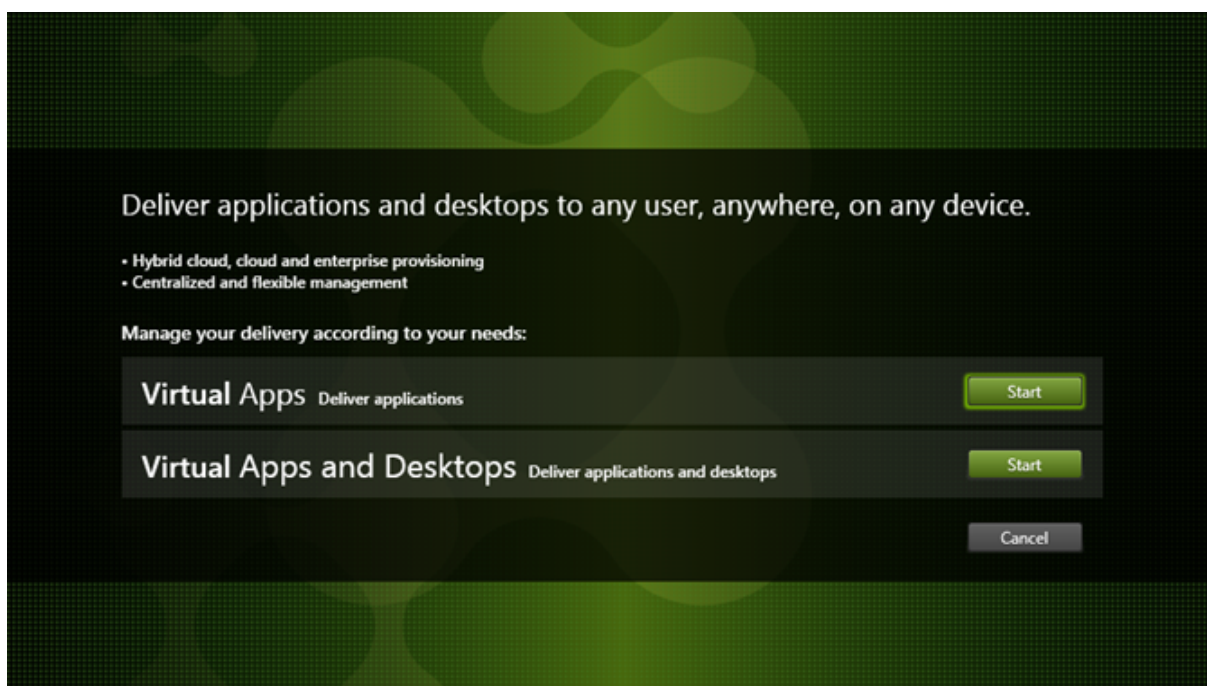 Deliver applications and desktops to any user, anywhere, on any device.
• Hybrid cloud, cloud and enterprise provisioning
• Centralized and flexible management
Manage your delivery according to your needs:
Virtual Apps Deliver applications Start
Virtual Apps and Desktops Deliver applications and desktops Start
Cancel